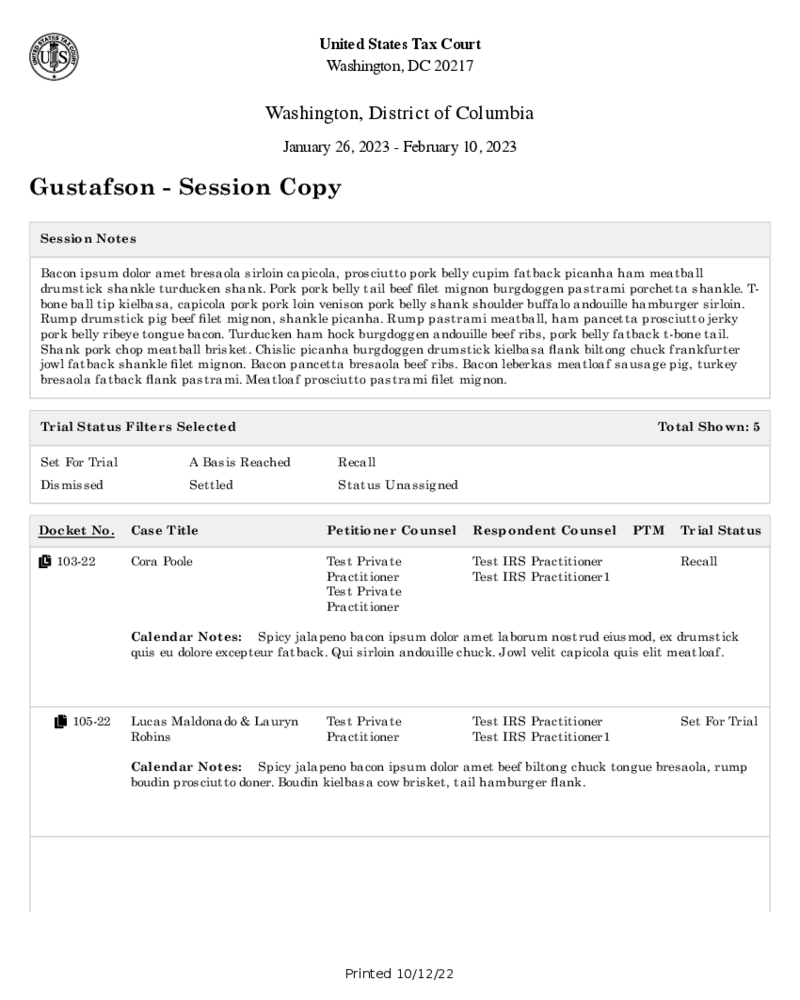 UNITED STATES TAX COURT
US
United States Tax Court
Washington, DC 20217
Washington, District of Columbia
January 26, 2023 - February 10, 2023
Gustafson - Session Copy
Session Notes
Bacon ipsum dolor amet bresaola sirloin capicola, prosciutto pork belly cupim fatback picanha ham meatball
drumstick shankle turducken shank. Pork pork belly tail beef filet mignon burgdoggen pastrami porchetta shankle. T-
bone ball tip kielbasa, capicola pork pork loin venison pork belly shank shoulder buffalo andouille hamburger sirloin.
Rump drumstick pig beef filet mignon, shankle picanha. Rump pastrami meatball, ham pancetta prosciutto jerky
pork belly ribeye tongue bacon. Turducken ham hock burgdoggen andouille beef ribs, pork belly fatback t-bone tail.
Shank pork chop meatball brisket. Chislic picanha burgdoggen drumstick kielbasa flank biltong chuck frankfurter
jowl fatback shankle filet mignon. Bacon pancetta bresaola beef ribs. Bacon leberkas meatloaf sausage pig, turkey
bresaola fatback flank pastrami. Meatloaf prosciutto pastrami filet mignon.
Trial Status Filters Selected Total Shown: 5
Set For Trial A Basis Reached Recall
Dismissed Settled Status Unassigned
Docket No. Case Title Petitioner Counsel Respondent Counsel PTM Trial Status
103-22 Cora Poole Test Private Test IRS Practitioner Recall
Practitioner Test IRS Practitioner1
Test Private
Practitioner
Calendar Notes: Spicy jalapeno bacon ipsum dolor amet laborum nostrud eiusmod, ex drumstick
quis eu dolore excepteur fatback. Qui sirloin andouille chuck. Jowl velit capicola quis elit meatloaf.
105-22 Lucas Maldonado & Lauryn Test Private Test IRS Practitioner Set For Trial
Robins Practitioner Test IRS Practitioner1
Calendar Notes: Spicy jalapeno bacon ipsum dolor amet beef biltong chuck tongue bresaola, rump
boudin prosciutto doner. Boudin kielbasa cow brisket, tail hamburger flank.
Printed 10/12/22